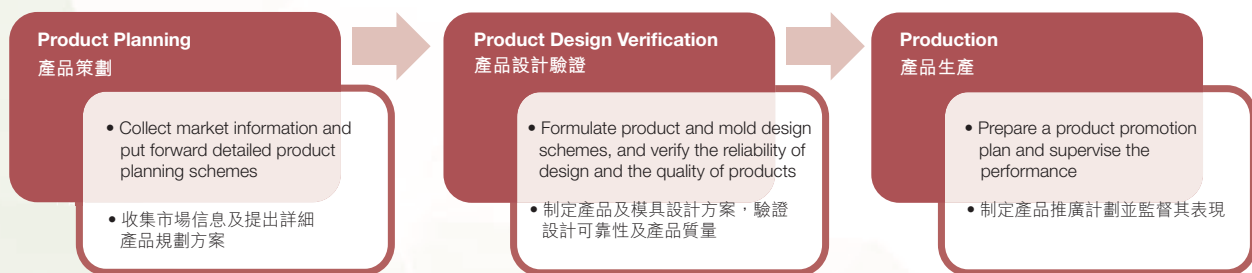 Product Planning
產品策劃
• Collect market information and
put forward detailed product
planning schemes
• 收集市場信息及提出詳細
產品規劃方案
Product Design Verification
產品設計驗證
• Formulate product and mold design
schemes, and verify the reliability of
design and the quality of products
• 制定產品及模具設計方案，驗證
設計可靠性及產品質量
Production
產品生產
• Prepare a product promotion
plan and supervise the
performance
• 制定產品推廣計劃並監督其表現